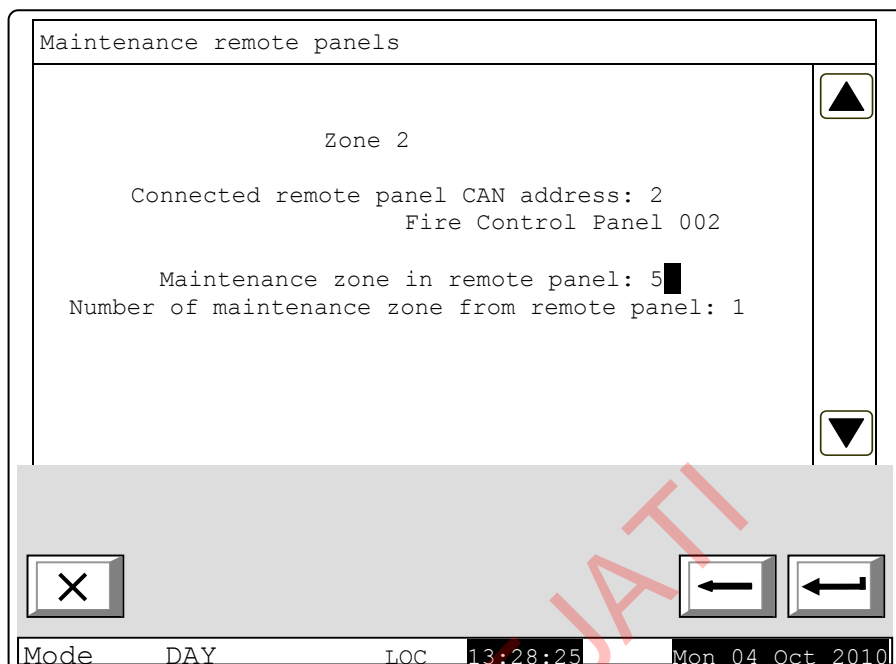 Maintenance remote panels
Zone 2
Connected remote panel CAN address: 2
Fire Control Panel 002
Maintenance zone in remote panel: 5
Number of maintenance zone from remote panel: 1
JATI
Mode DAY LOC 13:28:25 Mon 04 Oct 2010